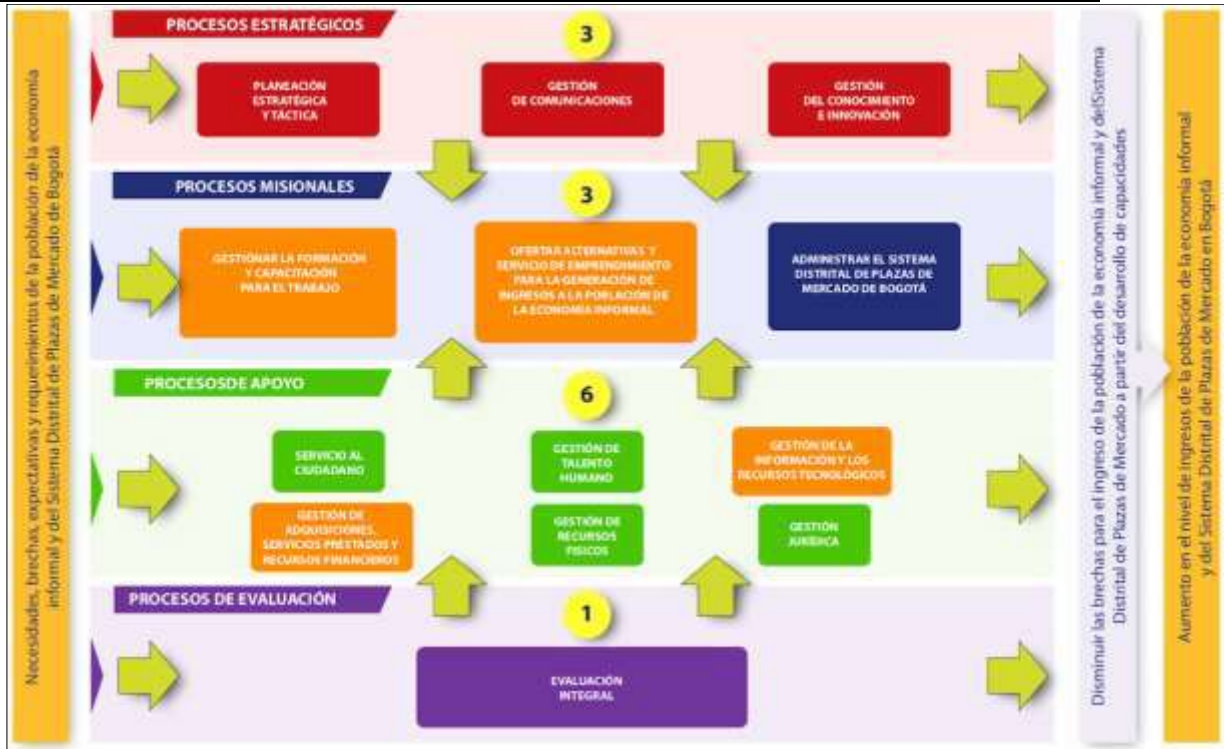 Necesidades, brechas, expectativas y requerimientos de la población de la economía
informal y del Sistema Distrital de Plazas de Mercado de Bogotá
PROCESOS ESTRATÉGICOS
3
PLANEACIÓN
ESTRATÉGICA
Y TÁCTICA
GESTIÓN
DE COMUNICACIONES
GESTIÓN
DEL CONOCIMIENTO
E INNOVACIÓN
PROCESOS MISIONALES
3
GESTIONAR LA FORMACIÓN
Y CAPACITACIÓN
PARA EL TRABAJO
OFERTAR ALTERNATIVAS Y
SERVICIO DE EMPRENDIMIENTO
PARA LA GENERACIÓN DE
INGRESOS A LA POBLACIÓN DE
LA ECONOMÍA INFORMAL
ADMINISTRAR EL SISTEMA
DISTRITAL DE PLAZAS DE
MERCADO DE BOGOTÁ
PROCESOSDE APOYO
6
SERVICIO AL
CIUDADANO
GESTIÓN DE
TALENTO
HUMANO
GESTIÓN DE LA
INFORMACIÓN Y LOS
RECURSOS TECNOLÓGICOS
GESTIÓN DE
ADQUISICIONES,
SERVICIOS PRESTADOS Y
RECURSOS FINANCIEROS
GESTIÓN DE
RECURSOS
FISICOS
GESTIÓN
JURÍDICA
PROCESOS DE EVALUACIÓN
1
EVALUACIÓN
INTEGRAL
Disminuir las brechas para el ingreso de la población de la economía informal y delSistema
Distrital de Plazas de Mercado a partir del desarrollo de capacidades
Aumento en el nivel de ingresos de la población de la economía informal
y del Sistema Distrital de Plazas de Mercado en Bogotá